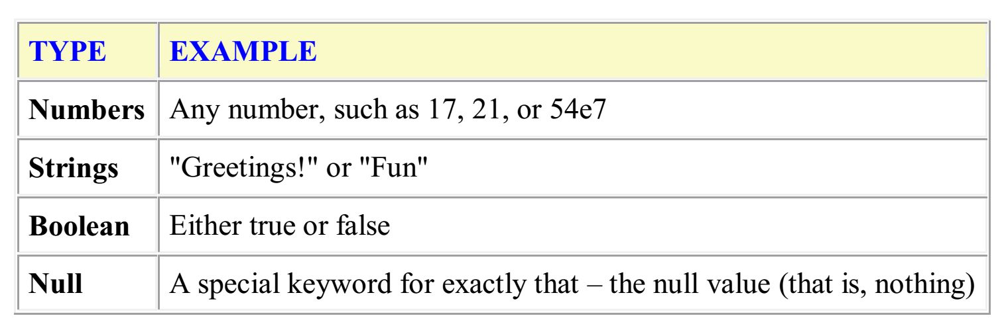 TYPE EXAMPLE
Numbers Any number, such as 17, 21, or 54e7
Strings "Greetings!" or "Fun"
Boolean Either true or false
Null A special keyword for exactly that – the null value (that is, nothing)